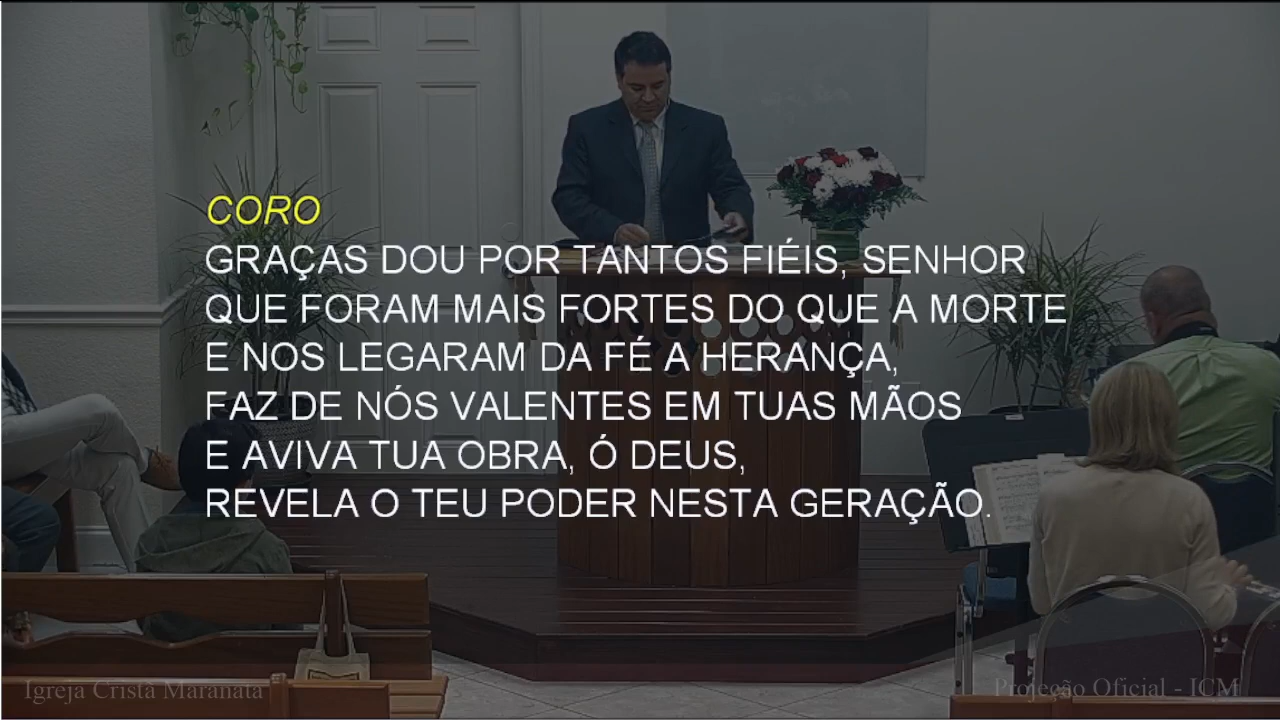 CORO
GRAÇAS DOU POR TANTOS FIÉIS, SENHOR
QUE FORAM MAIS FORTES DO QUE A MORTE
E NOS LEGARAM DA FÉ A HERANÇA,
FAZ DE NÓS VALENTES EM TUAS MÃOS
E AVIVA TUA OBRA, Ó DEUS,
REVELA O TEU PODER NESTA GERAÇÃO.
Igreja Cristã Maranata
Projeção Oficial - ICM